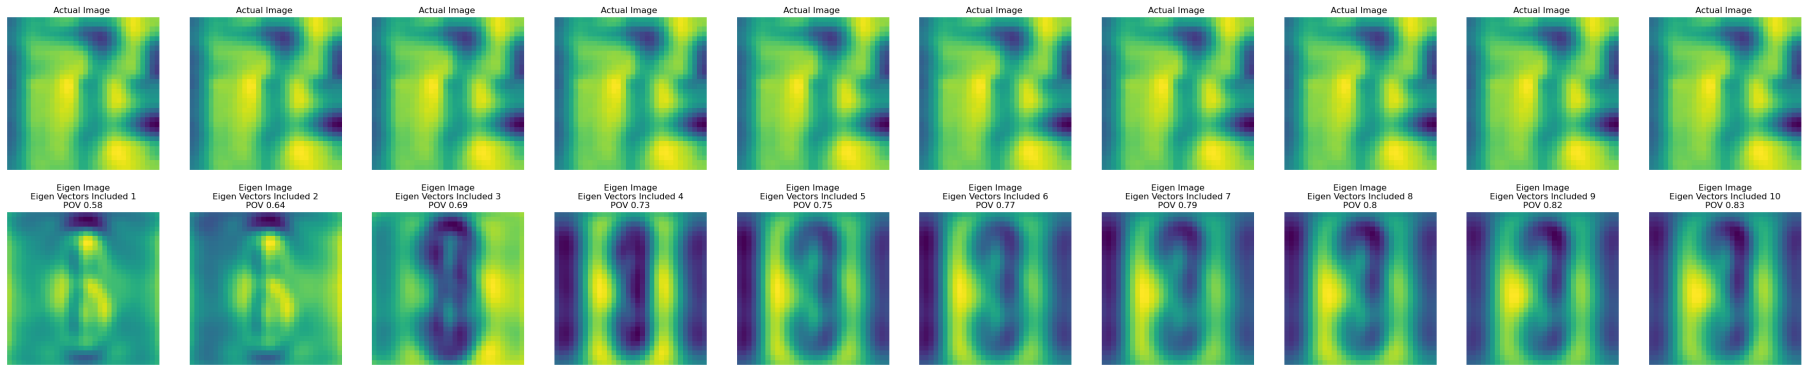 Actual Image Actual Image Actual Image Actual Image Actual Image Actual Image Actual Image Actual Image Actual Image Actual Image
Eigen Image Eigen Image Eigen Image Eigen Image Eigen Image Eigen Image Eigen Image Eigen Image Eigen Image Eigen Image
Eigen Vectors Included 1 Eigen Vectors Included 2 Eigen Vectors Included 3 Eigen Vectors Included 4 Eigen Vectors Included 5 Eigen Vectors Included 6 Eigen Vectors Included 7 Eigen Vectors Included 8 Eigen Vectors Included 9 Eigen Vectors Included 10
POV 0.58 POV 0.64 POV 0.69 POV 0.73 POV 0.75 POV 0.77 POV 0.79 POV 0.8 POV 0.82 POV 0.83